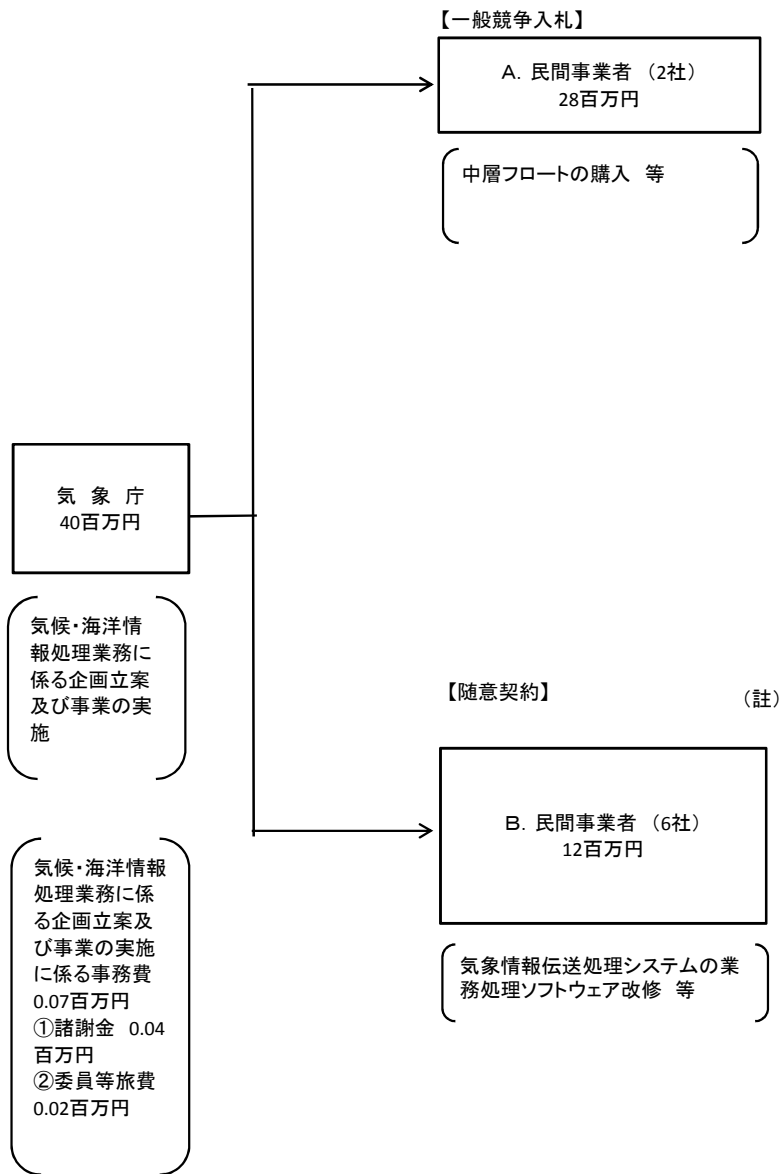 【一般競争入札】
A. 民間事業者 （2社）
28百万円
中層フロートの購入 等
気 象 庁
40百万円
気候・海洋情
報処理業務に
係る企画立案
及び事業の実
施
【随意契約】
（註）
B. 民間事業者 （6社）
12百万円
気象情報伝送処理システムの業
務処理ソフトウェア改修 等
気候・海洋情報
処理業務に係
る企画立案及
び事業の実施
に係る事務費
0.07百万円
①諸謝金 0.04
百万円
②委員等旅費
0.02百万円